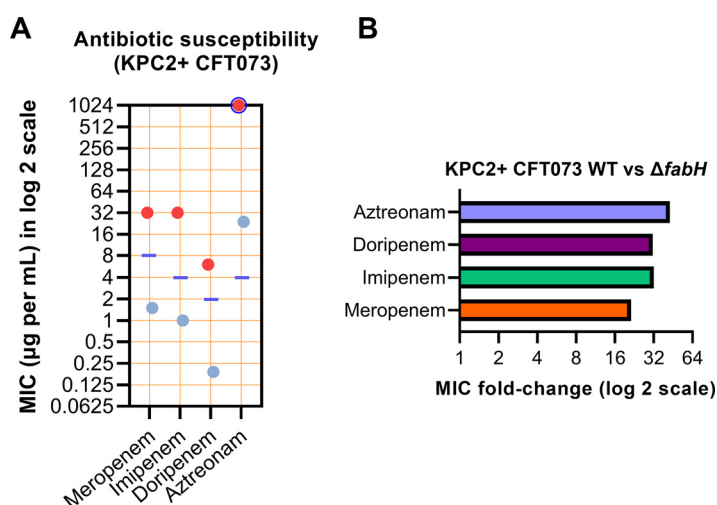 A
Antibiotic susceptibility
(KPC2+ CFT073)
MIC (µg per mL) in log 2 scale
1024
512
256
128
64
32
16
8
4
2
1
0.5
0.25
0.125
0.0625
Meropenem
Imipenem
Doripenem
Aztreonam
B
KPC2+ CFT073 WT vs ΔfabH
Aztreonam
Doripenem
Imipenem
Meropenem
1 2 4 8 16 32 64
MIC fold-change (log 2 scale)